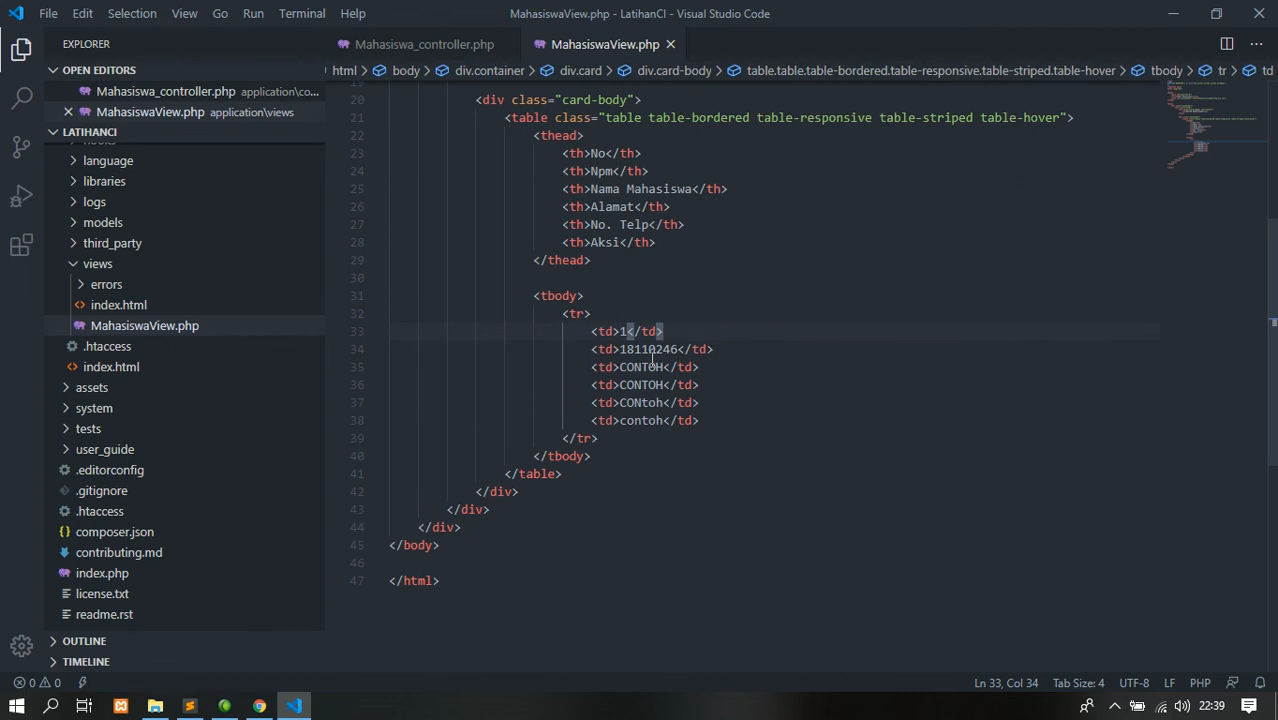 File Edit Selection View Go Run Terminal Help
MahasiswaView.php - LatihanCI - Visual Studio Code
EXPLORER
OPEN EDITORS
Mahasiswa_controller.php application\co...
MahasiswaView.php application\views
LATIHANCI
language
libraries
logs
models
third_party
views
errors
index.html
MahasiswaView.php
.htaccess
index.html
assets
system
tests
user_guide
.editorconfig
.gitignore
.htaccess
composer.json
contributing.md
index.php
license.txt
readme.rst
OUTLINE
TIMELINE
Mahasiswa_controller.php
MahasiswaView.php
html > body > div.container > div.card > div.card-body > table.table.table-bordered.table-responsive.table-striped.table-hover > tbody > tr > td
20 <div class="card-body">
21 <table class="table table-bordered table-responsive table-striped table-hover">
22 <thead>
23 <th>No</th>
24 <th>Npm</th>
25 <th>Nama Mahasiswa</th>
26 <th>Alamat</th>
27 <th>No. Telp</th>
28 <th>Aksi</th>
29 </thead>
30
31 <tbody>
32 <tr>
33 <td>1</td>
34 <td>18110246</td>
35 <td>CONTOH</td>
36 <td>CONTOH</td>
37 <td>CONtoh</td>
38 <td>contoh</td>
39 </tr>
40 </tbody>
41 </table>
42 </div>
43 </div>
44 </div>
45 </body>
46
47 </html>
0 0
Ln 33, Col 34 Tab Size: 4 UTF-8 LF PHP
22:39